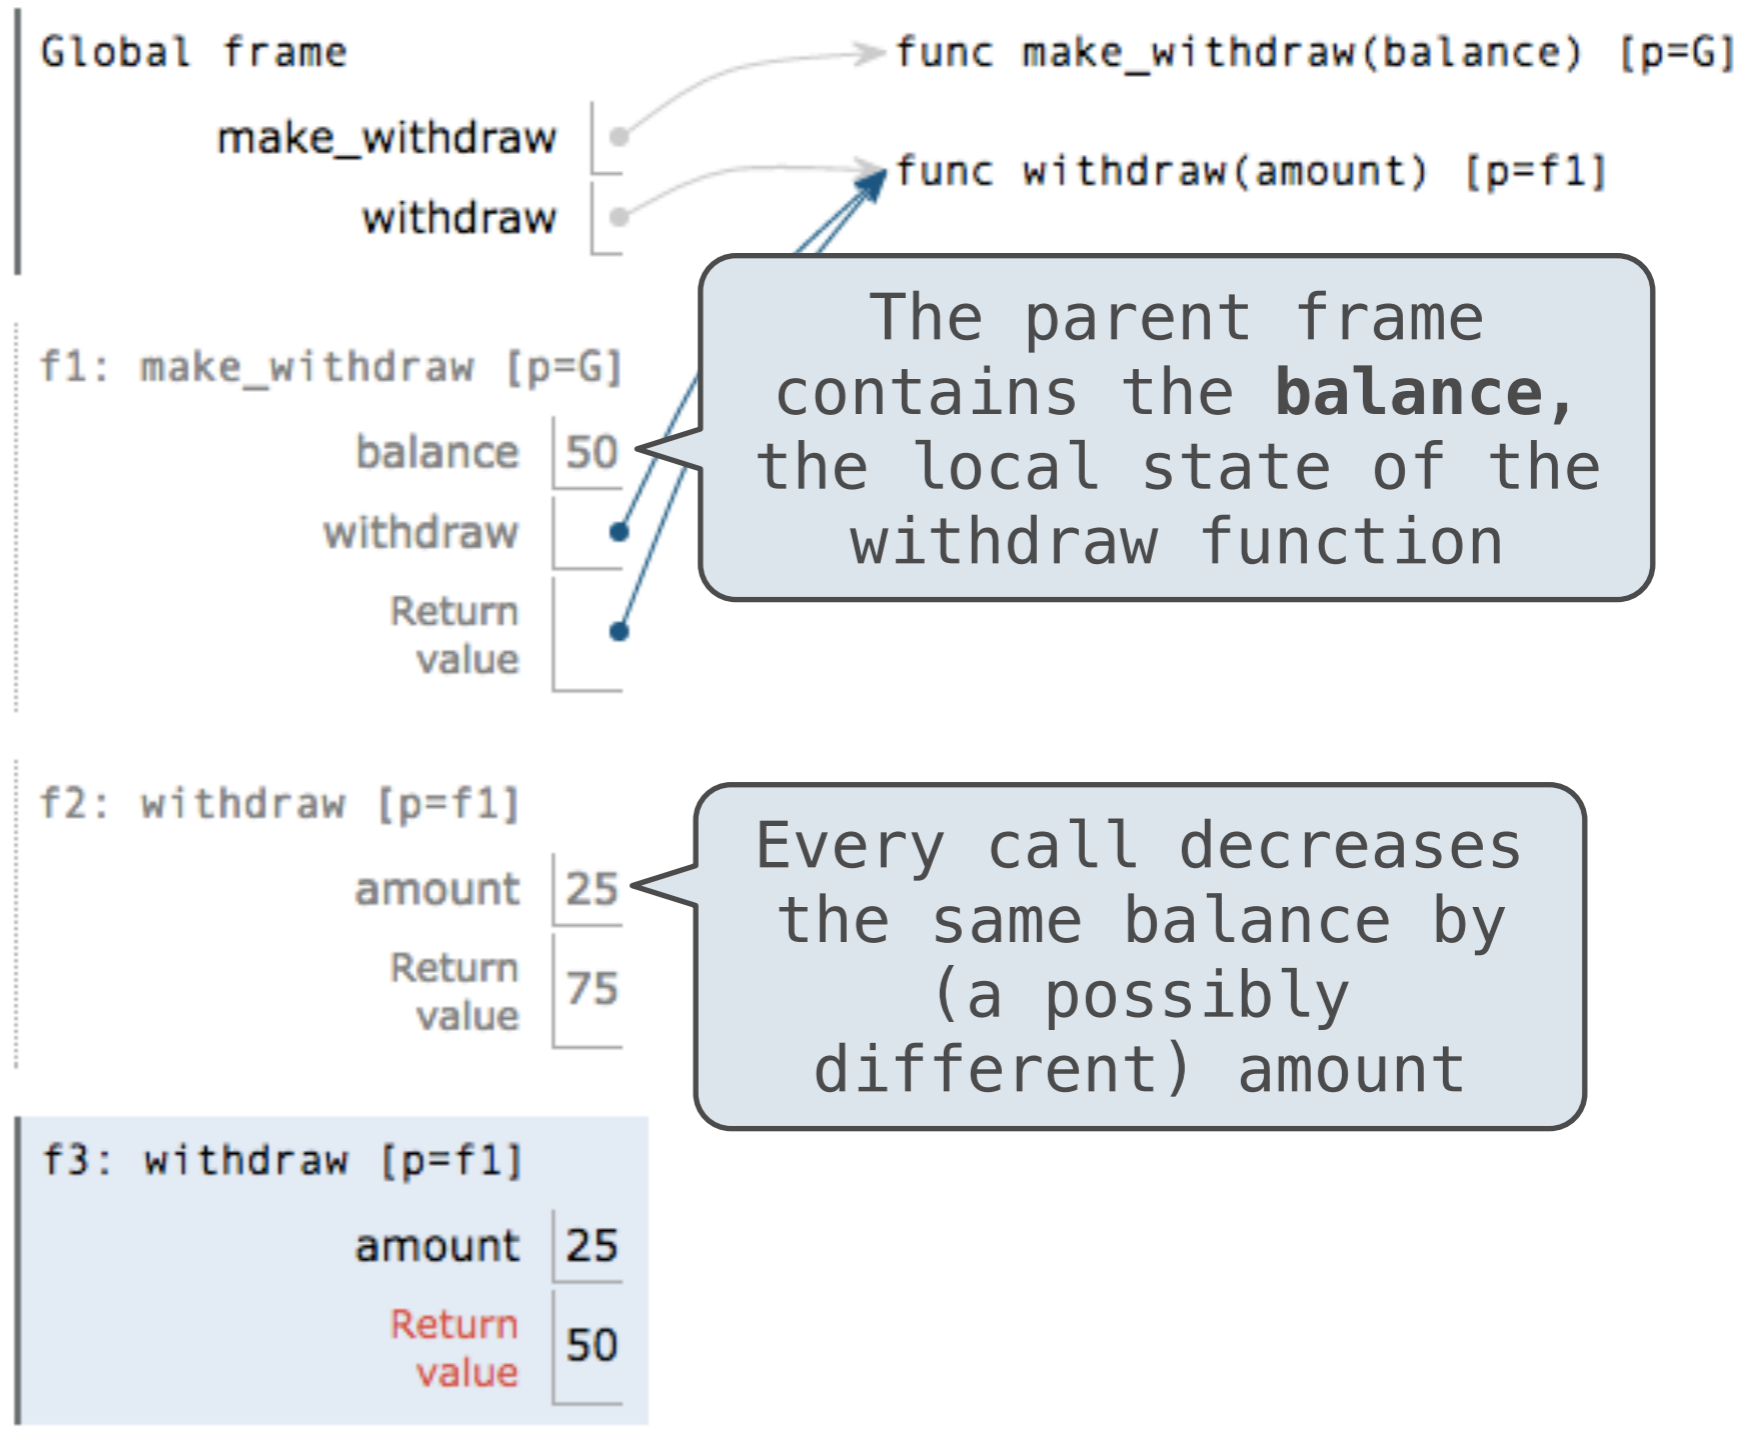 Global frame
func make_withdraw(balance) [p=G]
make_withdraw
func withdraw(amount) [p=f1]
withdraw
The parent frame
contains the balance,
the local state of the
withdraw function
f1: make_withdraw [p=G]
balance 50
withdraw
Return
value
f2: withdraw [p=f1]
amount 25
Return
value 75
Every call decreases
the same balance by
(a possibly
different) amount
f3: withdraw [p=f1]
amount 25
Return
value 50